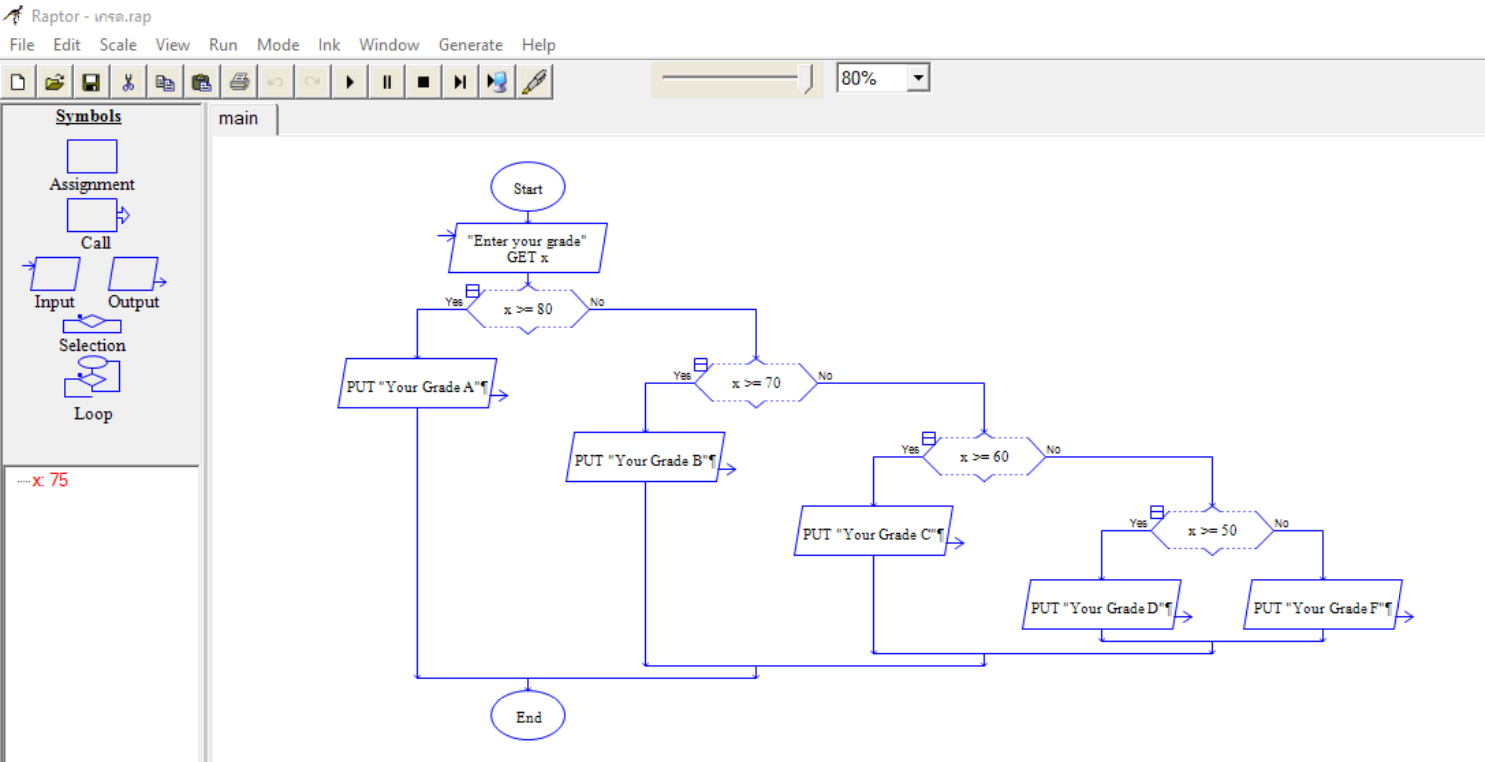 Raptor - เกรด.rap
File Edit Scale View Run Mode Ink Window Generate Help
80%
Symbols
Assignment
Call
Input Output
Selection
Loop
x: 75
main
Start
"Enter your grade"
GET x
Yes x >= 80 No
PUT "Your Grade A"¶
Yes x >= 70 No
PUT "Your Grade B"¶
Yes x >= 60 No
PUT "Your Grade C"¶
Yes x >= 50 No
PUT "Your Grade D"¶ PUT "Your Grade F"¶
End